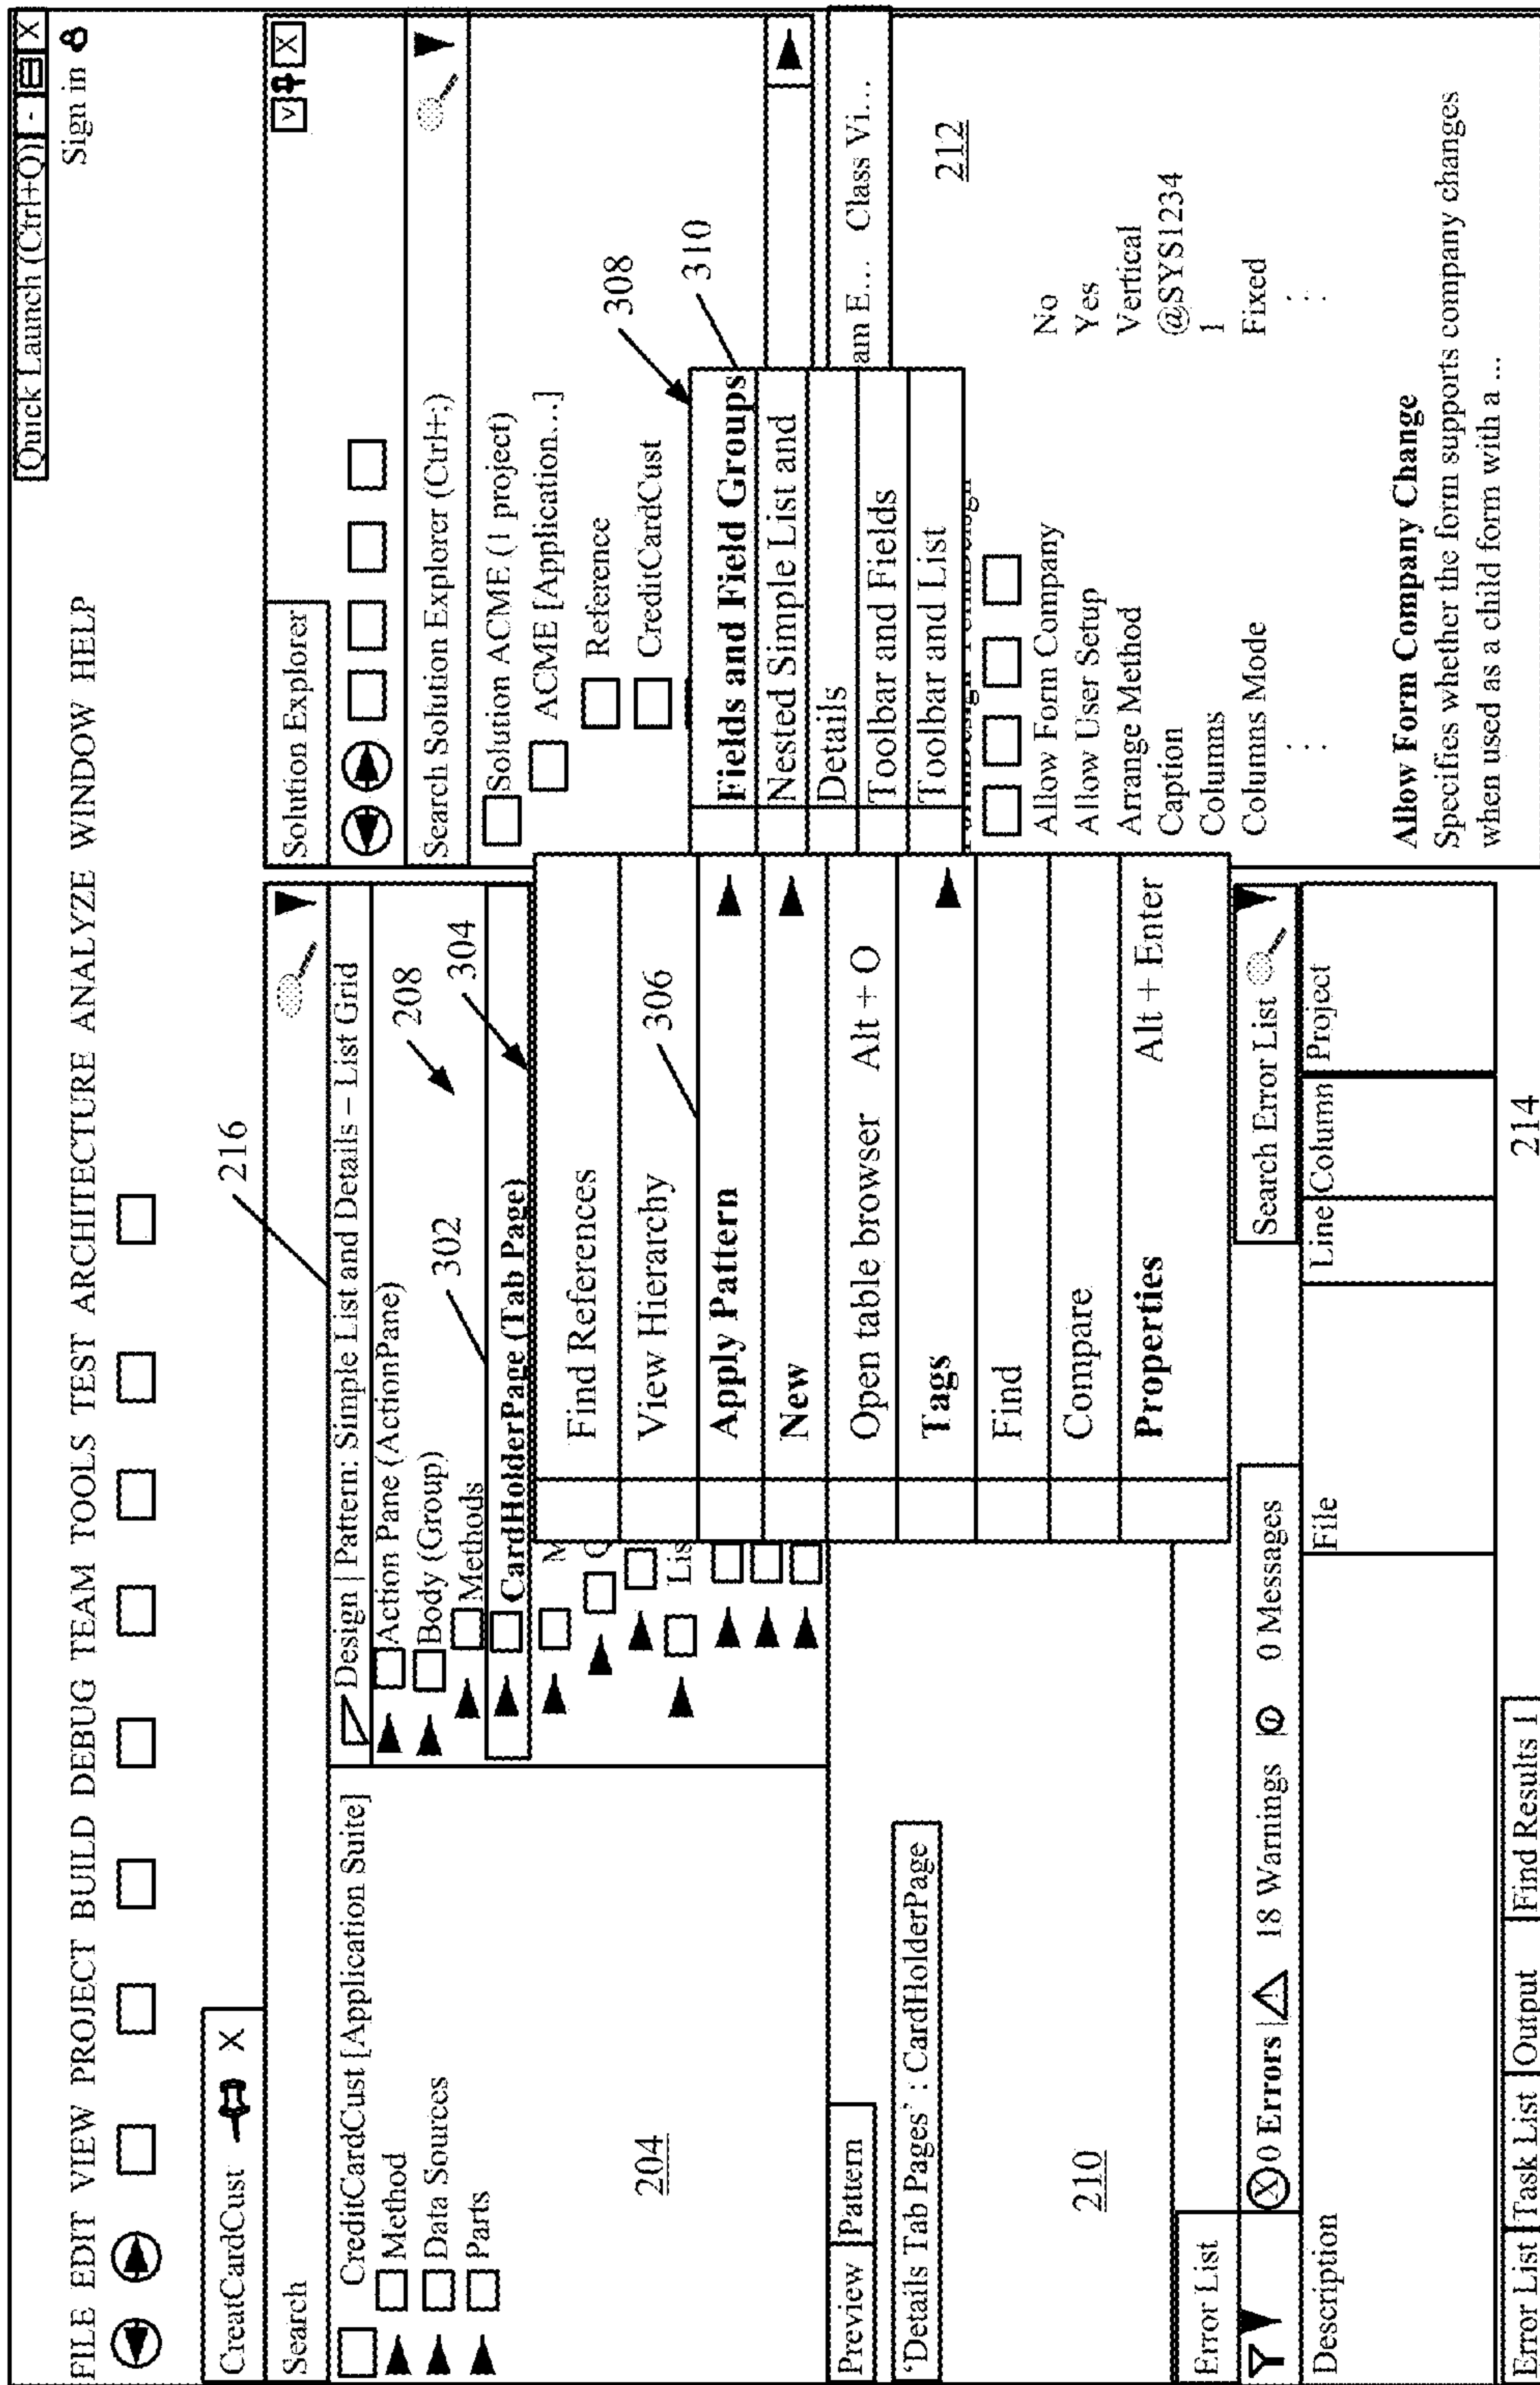 Quick Launch (Ctrl+Q)] - X
FILE EDIT VIEW PROJECT BUILD DEBUG TEAM TOOLS TEST ARCHITECTURE ANALYZE WINDOW HELP
Sign in
CreatCardCust X
216
Search
CreditCardCust [Application Suite]
Method
Data Sources
Parts
204
Design | Pattern: Simple List and Details – List Grid
Action Pane (ActionPane)
Body (Group)
Methods
302
208
304
CardHolderPage (Tab Page)
M
Lis
Find References
View Hierarchy
306
Apply Pattern
New
Open table browser Alt + O
Tags
Find
Compare
Properties Alt + Enter
Solution Explorer
V X
Search Solution Explorer (Ctrl+;)
Solution ACME (1 project)
ACME [Application...]
Reference
CreditCardCust
308
310
Fields and Field Groups
Nested Simple List and
Details
Toolbar and Fields
Toolbar and List
am E... Class Vi...
212
Allow Form Company No
Allow User Setup Yes
Arrange Method Vertical
Caption @SYS1234
Columns 1
Columns Mode Fixed
Allow Form Company Change
Specifies whether the form supports company changes
when used as a child form with a ...
Preview Pattern
'Details Tab Pages' : CardHolderPage
210
Error List
X 0 Errors 18 Warnings 0 Messages
Search Error List
Description File Line Column Project
Error List Task List Output Find Results 1
214